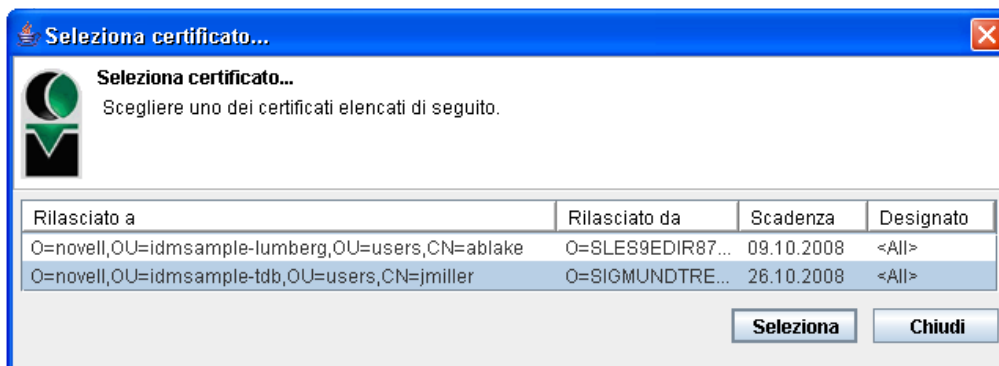 Seleziona certificato...
Seleziona certificato...
Scegliere uno dei certificati elencati di seguito.
Rilasciato a Rilasciato da Scadenza Designato
O=novell,OU=idmsample-lumberg,OU=users,CN=ablake O=SLES9EDIR87... 09.10.2008 <All>
O=novell,OU=idmsample-tdb,OU=users,CN=jmiller O=SIGMUNDTRE... 26.10.2008 <All>
Seleziona Chiudi